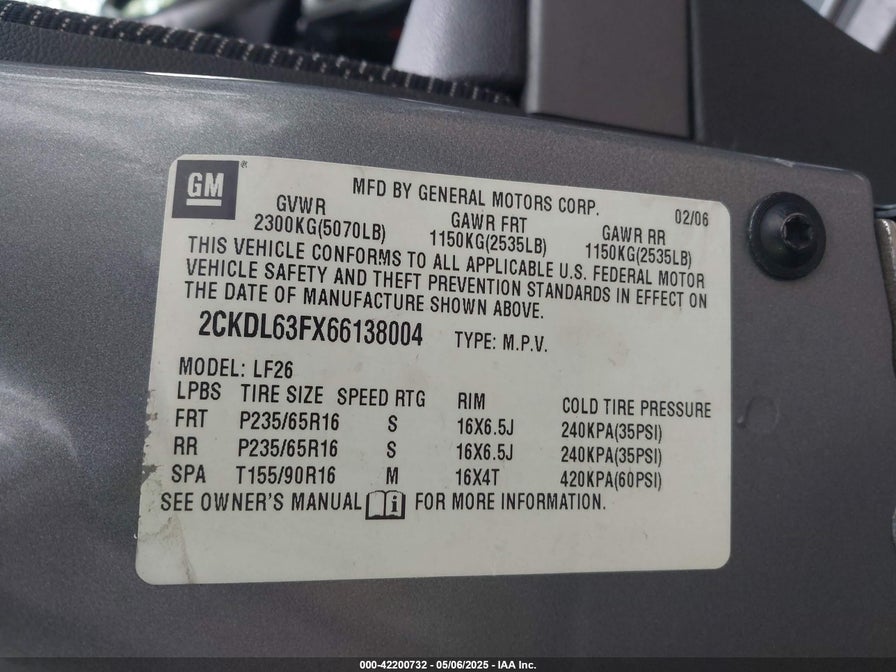 GM®
MFD BY GENERAL MOTORS CORP. 02/06
GVWR GAWR FRT GAWR RR
2300KG(5070LB) 1150KG(2535LB) 1150KG(2535LB)
THIS VEHICLE CONFORMS TO ALL APPLICABLE U.S. FEDERAL MOTOR
VEHICLE SAFETY AND THEFT PREVENTION STANDARDS IN EFFECT ON
THE DATE OF MANUFACTURE SHOWN ABOVE.
2CKDL63FX66138004 TYPE: M.P.V.
MODEL: LF26
LPBS TIRE SIZE SPEED RTG RIM COLD TIRE PRESSURE
FRT P235/65R16 S 16X6.5J 240KPA(35PSI)
RR P235/65R16 S 16X6.5J 240KPA(35PSI)
SPA T155/90R16 M 16X4T 420KPA(60PSI)
SEE OWNER'S MANUAL i FOR MORE INFORMATION.
000-42200732 - 05/06/2025 - IAA Inc.